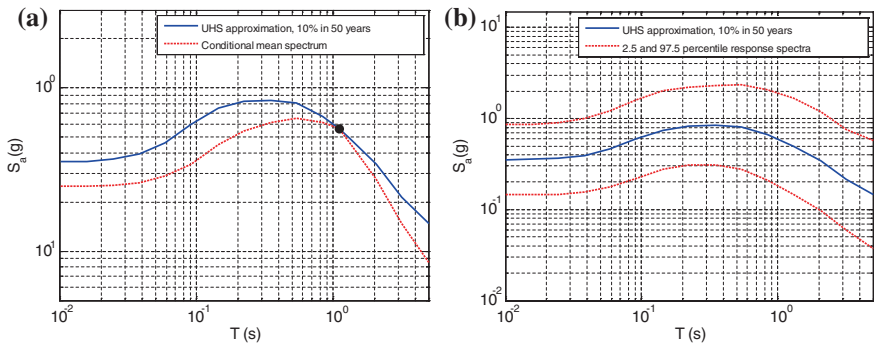 (a)
UHS approximation, 10% in 50 years
Conditional mean spectrum
10^0
10^1
S_a(g)
10^-2
10^-1
10^0
T (s)
(b)
UHS approximation, 10% in 50 years
2.5 and 97.5 percentile response spectra
10^1
10^0
10^-1
10^-2
S_a(g)
10^-2
10^-1
10^0
T (s)